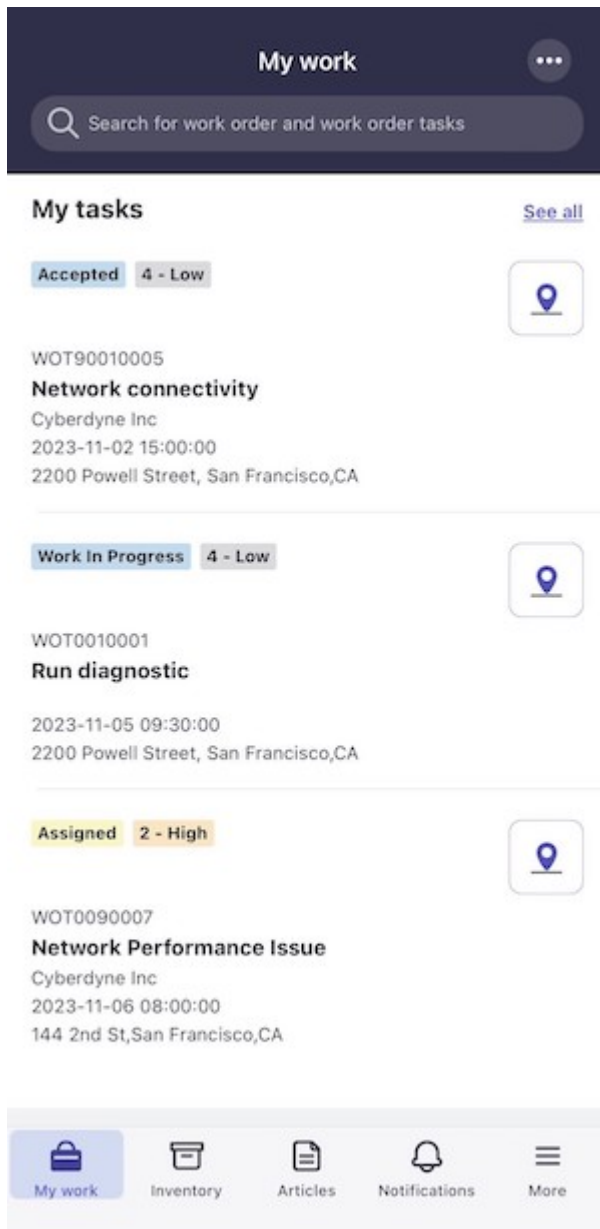 My work
Search for work order and work order tasks
My tasks
See all
Accepted 4 - Low
WOT90010005
Network connectivity
Cyberdyne Inc
2023-11-02 15:00:00
2200 Powell Street, San Francisco,CA
Work In Progress 4 - Low
WOT0010001
Run diagnostic
2023-11-05 09:30:00
2200 Powell Street, San Francisco,CA
Assigned 2 - High
WOT0090007
Network Performance Issue
Cyberdyne Inc
2023-11-06 08:00:00
144 2nd St,San Francisco,CA
My work Inventory Articles Notifications More